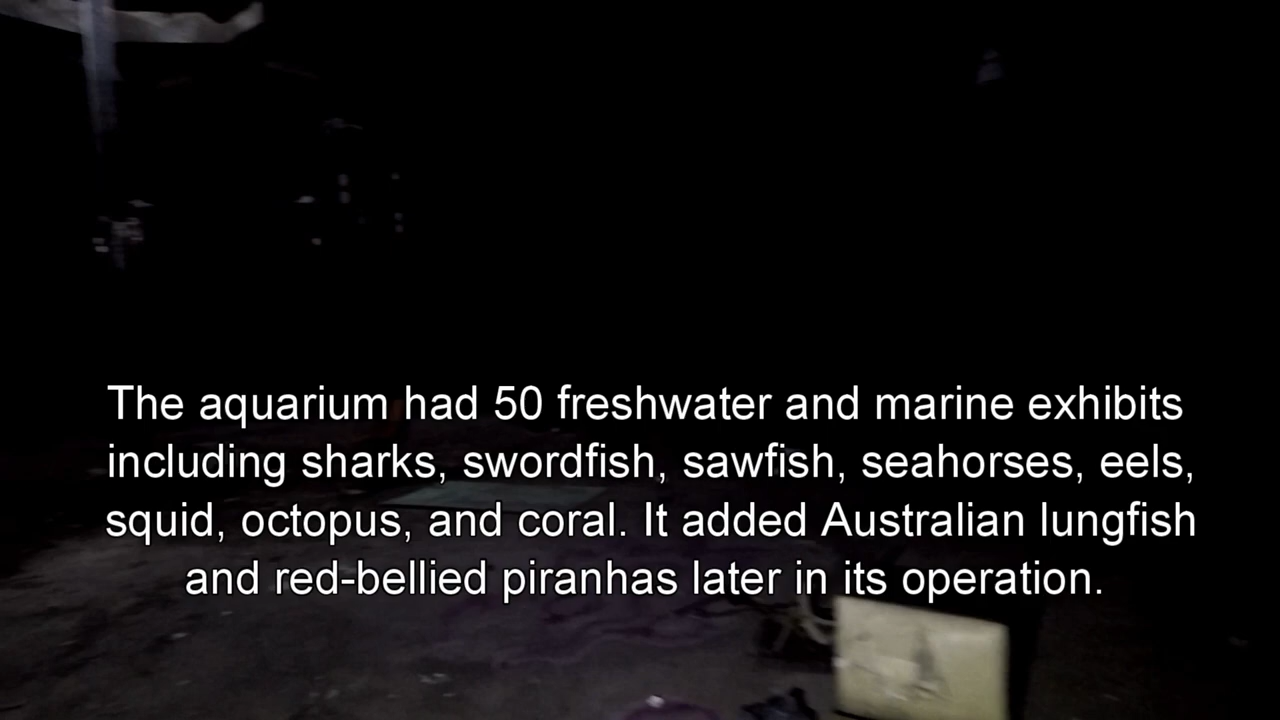 The aquarium had 50 freshwater and marine exhibits
including sharks, swordfish, sawfish, seahorses, eels,
squid, octopus, and coral. It added Australian lungfish
and red-bellied piranhas later in its operation.